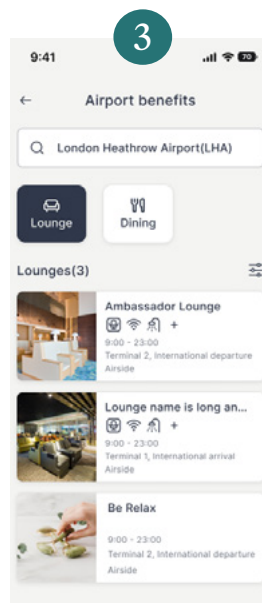 3
9:41
70
Airport benefits
London Heathrow Airport(LHA)
Lounge
Dining
Lounges(3)
Ambassador Lounge
+
9:00 - 23:00
Terminal 2, International departure
Airside
Lounge name is long an...
+
9:00 - 23:00
Terminal 1, International arrival
Airside
Be Relax
9:00 - 23:00
Terminal 2, International departure
Airside